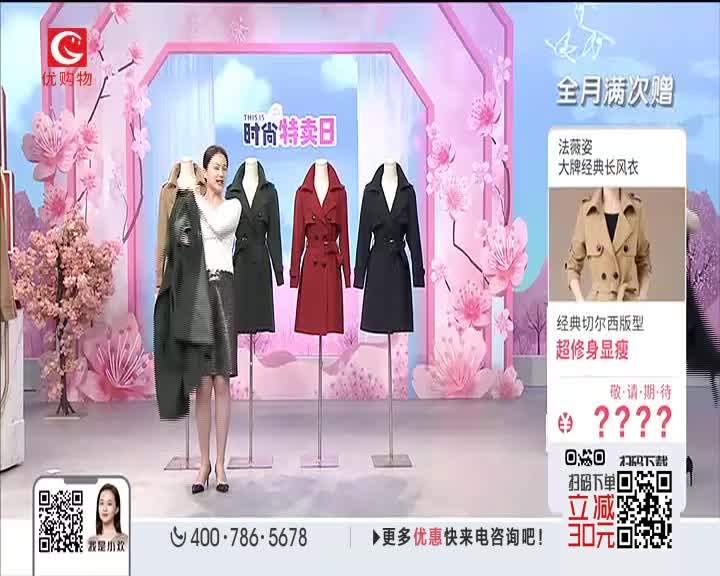 优购物
THIS IS
时尚特卖日
全月满次赠
法薇姿
大牌经典长风衣
经典切尔西版型
超修身显瘦
敬·请·期·待
¥ ????
扫码下载
扫码下单
立减
30元
我是小欢
400·786·5678
更多优惠快来电咨询吧!